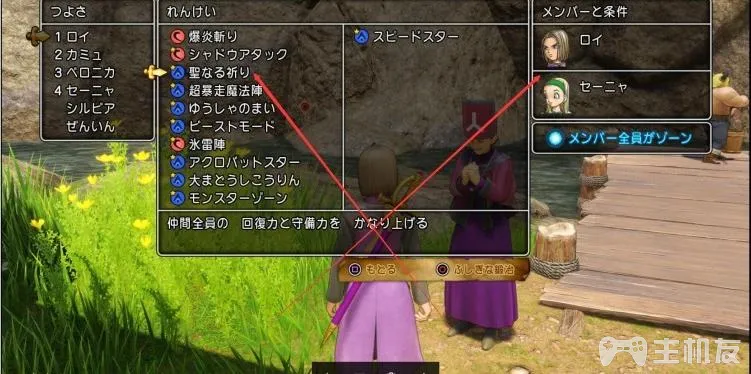 つよさ
1 ロイ
2 カミュ
3 ベロニカ
4 セーニャ
シルビア
ぜんいん
れんけい
爆炎斬り
シャドウアタック
聖なる祈り
超暴走魔法陣
ゆうしゃのまい
ビーストモード
氷雷陣
アクロバットスター
大まとうしこうりん
モンスターゾーン
スピードスター
仲間全員の 回復力と守備力を かなり上げる
メンバーと条件
ロイ
セーニャ
メンバー全員がゾーン
もどる
ふしぎな鍛冶
主机友